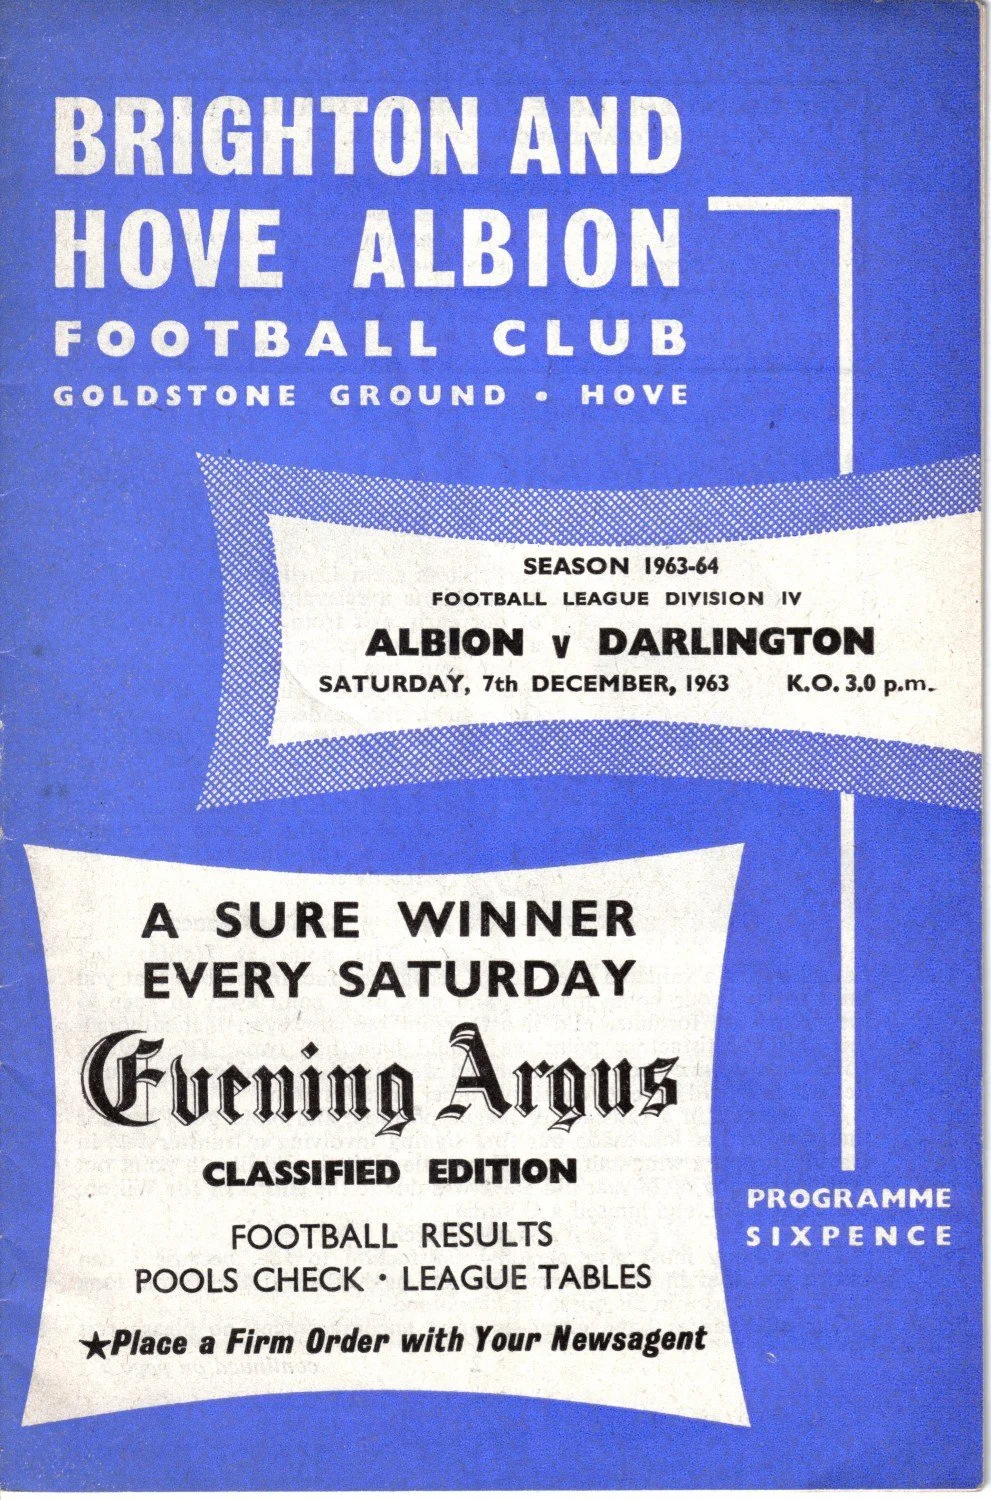 BRIGHTON AND
HOVE ALBION
FOOTBALL CLUB
GOLDSTONE GROUND • HOVE
SEASON 1963-64
FOOTBALL LEAGUE DIVISION IV
ALBION v DARLINGTON
SATURDAY, 7th DECEMBER, 1963 K.O. 3.0 p.m.
A SURE WINNER
EVERY SATURDAY
Evening Argus
CLASSIFIED EDITION
FOOTBALL RESULTS
POOLS CHECK • LEAGUE TABLES
★Place a Firm Order with Your Newsagent
PROGRAMME
SIXPENCE